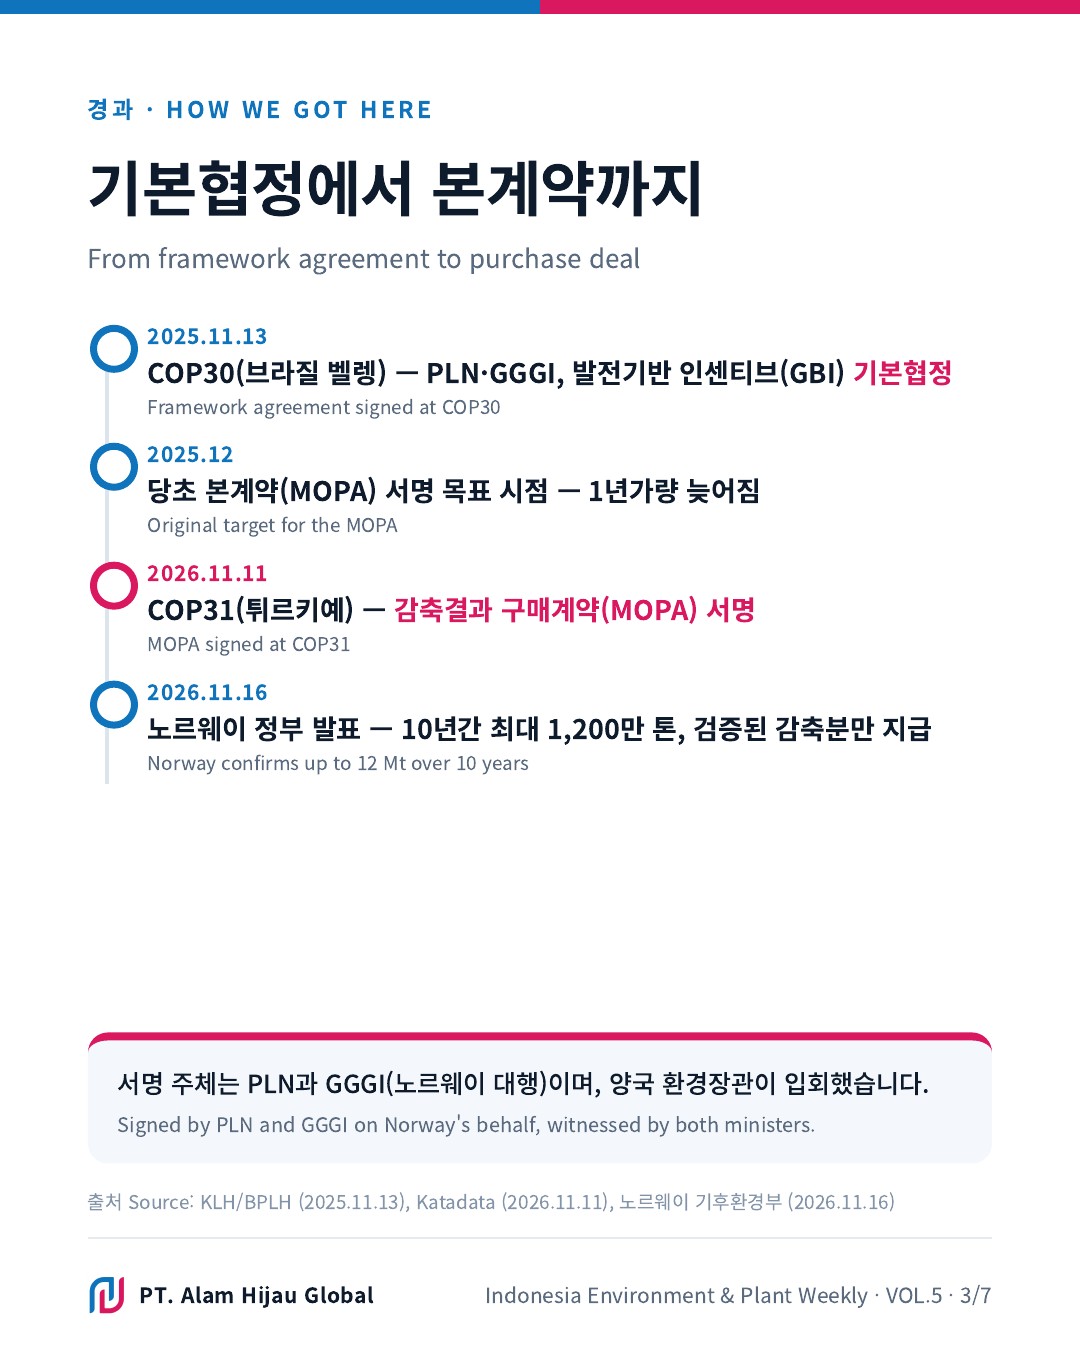 경과 · HOW WE GOT HERE
기본협정에서 본계약까지
From framework agreement to purchase deal
2025.11.13
COP30(브라질 벨렝) — PLN·GGGI, 발전기반 인센티브(GBI) 기본협정
Framework agreement signed at COP30
2025.12
당초 본계약(MOPA) 서명 목표 시점 — 1년가량 늦어짐
Original target for the MOPA
2026.11.11
COP31(튀르키예) — 감축결과 구매계약(MOPA) 서명
MOPA signed at COP31
2026.11.16
노르웨이 정부 발표 — 10년간 최대 1,200만 톤, 검증된 감축분만 지급
Norway confirms up to 12 Mt over 10 years
서명 주체는 PLN과 GGGI(노르웨이 대행)이며, 양국 환경장관이 입회했습니다.
Signed by PLN and GGGI on Norway's behalf, witnessed by both ministers.
출처 Source: KLH/BPLH (2025.11.13), Katadata (2026.11.11), 노르웨이 기후환경부 (2026.11.16)
PT. Alam Hijau Global
Indonesia Environment & Plant Weekly · VOL.5 · 3/7